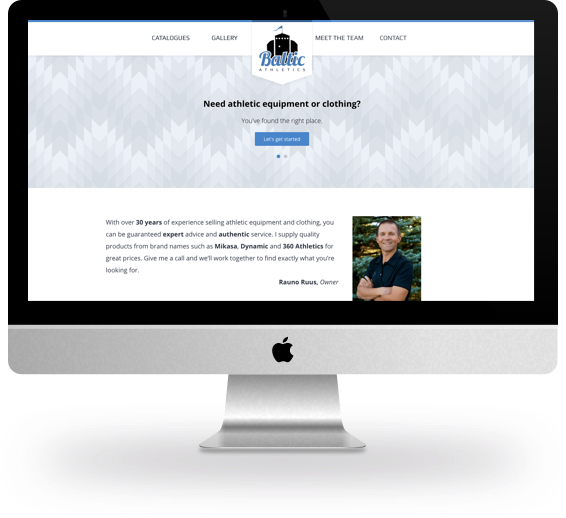 CATALOGUES GALLERY MEET THE TEAM CONTACT
Baltic
ATHLETICS
Need athletic equipment or clothing?
You've found the right place.
Let's get started
With over 30 years of experience selling athletic equipment and clothing, you
can be guaranteed expert advice and authentic service. I supply quality
products from brand names such as Mikasa, Dynamic and 360 Athletics for
great prices. Give me a call and we'll work together to find exactly what you're
looking for.
Rauno Ruus, Owner